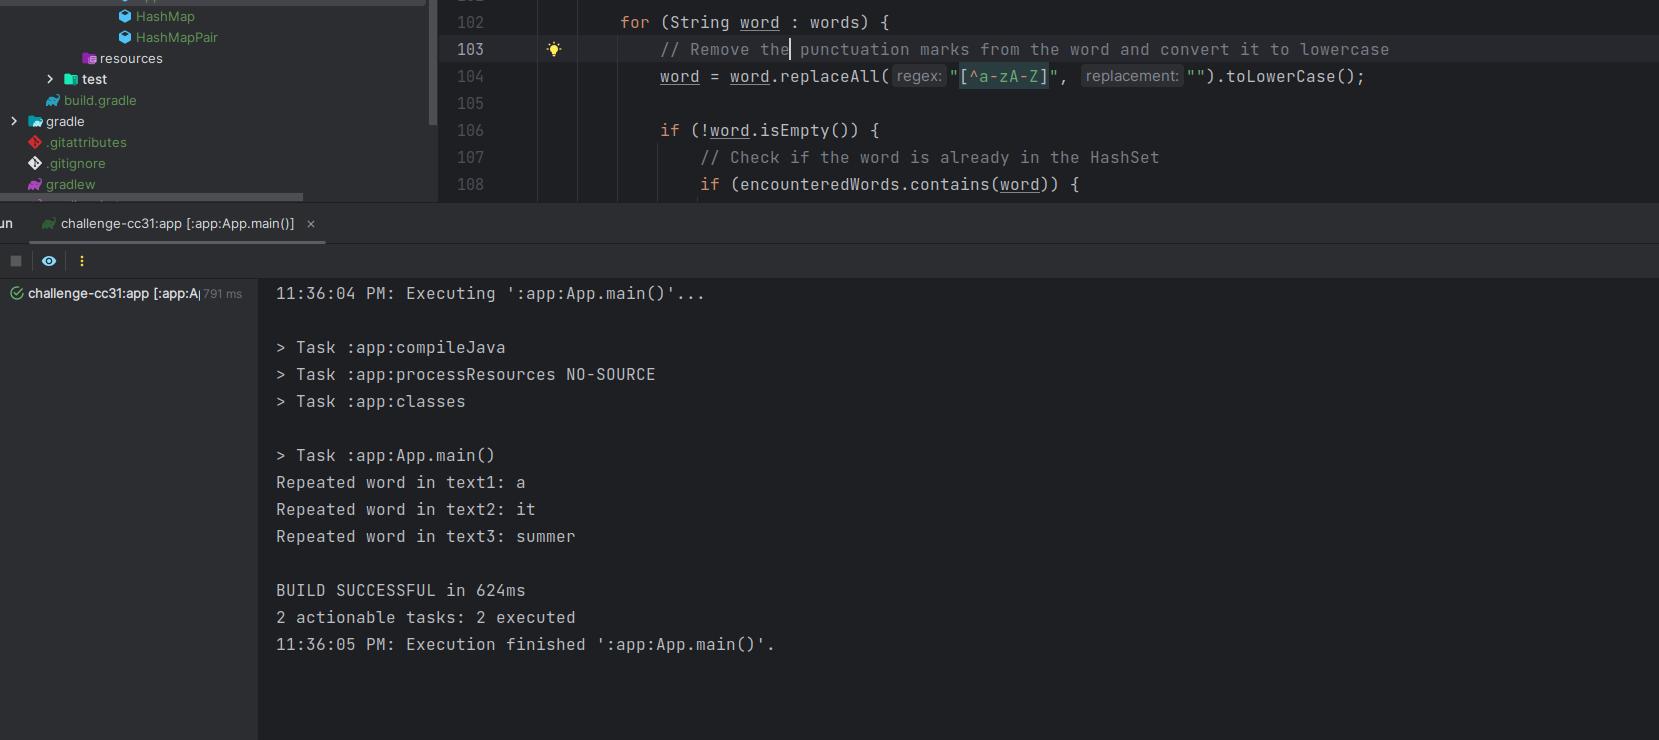 HashMap
HashMapPair
resources
test
build.gradle
gradle
.gitattributes
.gitignore
gradlew
102 for (String word : words) {
103 // Remove the punctuation marks from the word and convert it to lowercase
104 word = word.replaceAll( regex: "[^a-zA-Z]", replacement: "").toLowerCase();
105
106 if (!word.isEmpty()) {
107 // Check if the word is already in the HashSet
108 if (encounteredWords.contains(word)) {
un challenge-cc31:app [:app:App.main()] ×
challenge-cc31:app [:app:A 791 ms
11:36:04 PM: Executing ':app:App.main()'...
> Task :app:compileJava
> Task :app:processResources NO-SOURCE
> Task :app:classes
> Task :app:App.main()
Repeated word in text1: a
Repeated word in text2: it
Repeated word in text3: summer
BUILD SUCCESSFUL in 624ms
2 actionable tasks: 2 executed
11:36:05 PM: Execution finished ':app:App.main()'.